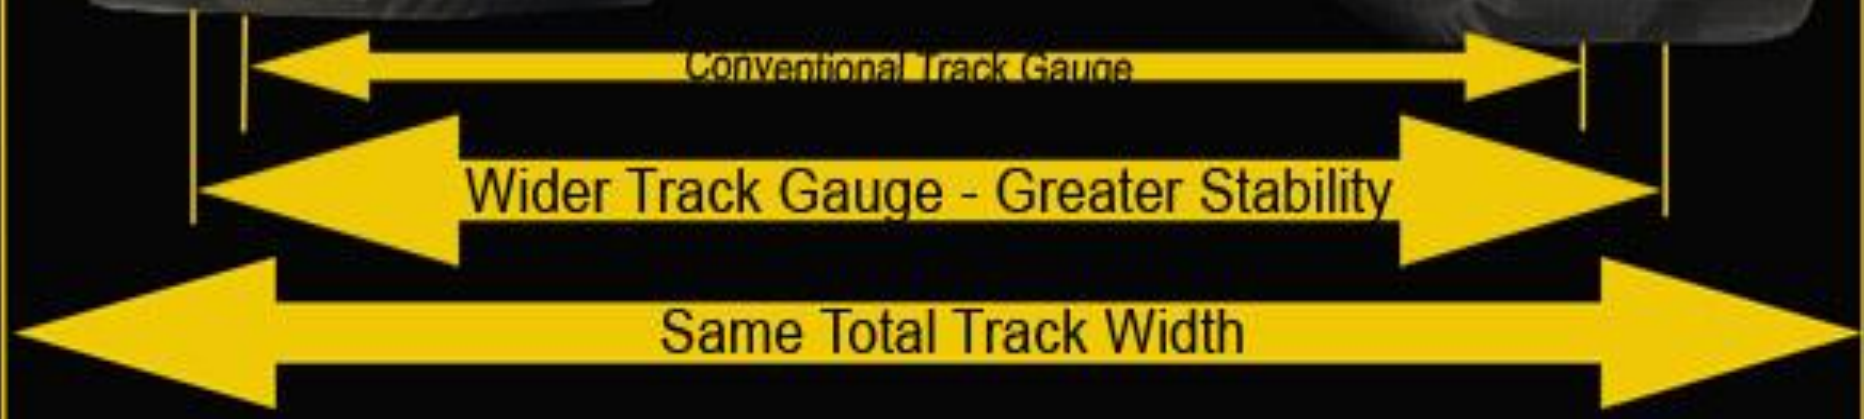 Conventional Track Gauge
Wider Track Gauge - Greater Stability
Same Total Track Width